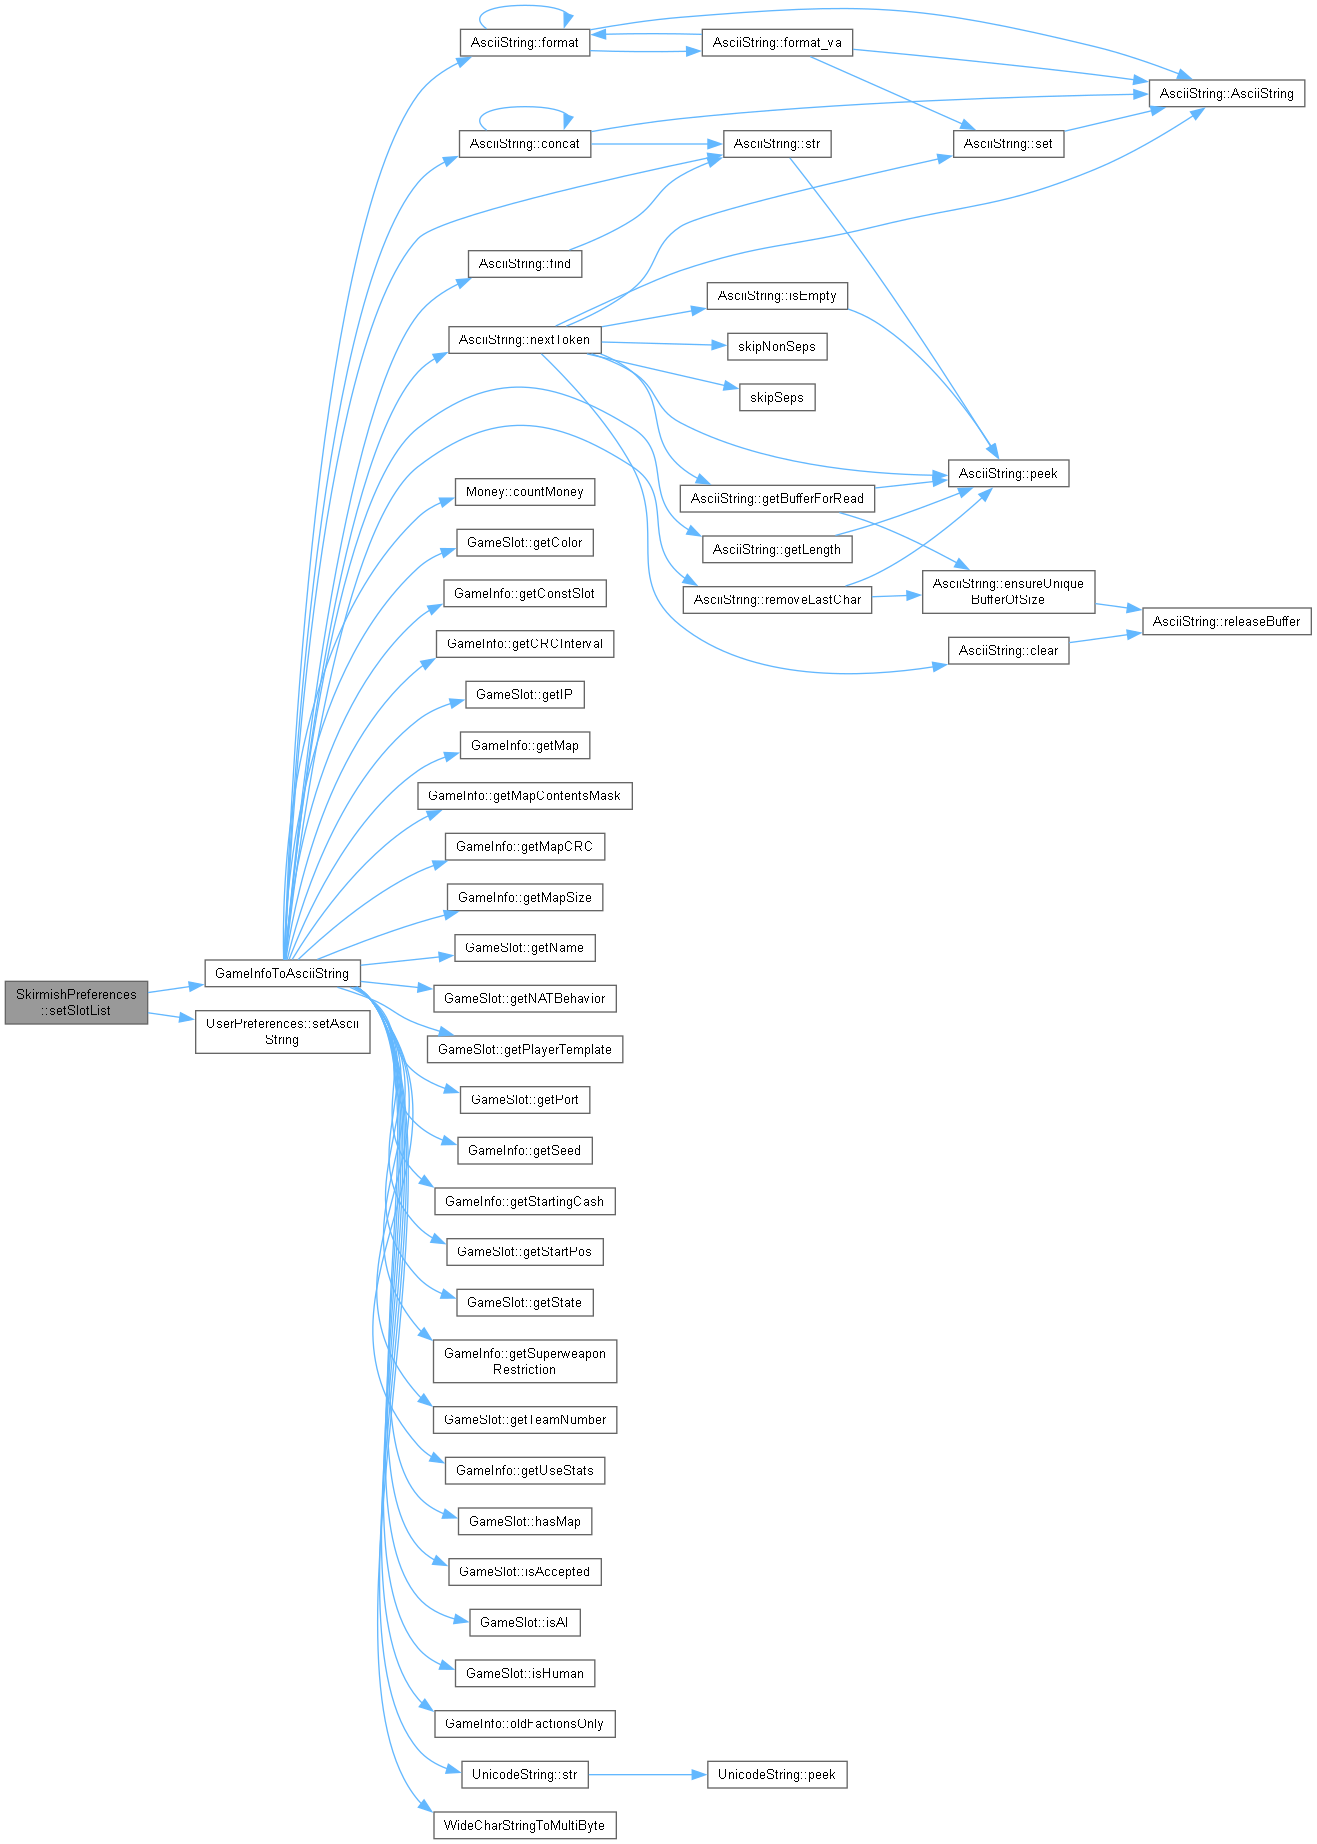 AsciiString::format
AsciiString::format_va
AsciiString::AsciiString
AsciiString::concat
AsciiString::str
AsciiString::set
AsciiString::find
AsciiString::isEmpty
AsciiString::nextToken
skipNonSeps
skipSeps
AsciiString::peek
Money::countMoney
AsciiString::getBufferForRead
GameSlot::getColor
AsciiString::getLength
GameInfo::getConstSlot
AsciiString::removeLastChar
AsciiString::ensureUnique
BufferOfSize
AsciiString::releaseBuffer
GameInfo::getCRCInterval
AsciiString::clear
GameSlot::getIP
GameInfo::getMap
GameInfo::getMapContentsMask
GameInfo::getMapCRC
GameInfo::getMapSize
GameSlot::getName
GameInfoToAsciiString
SkirmishPreferences
::setSlotList
GameSlot::getNATBehavior
UserPreferences::setAscii
String
GameSlot::getPlayerTemplate
GameSlot::getPort
GameInfo::getSeed
GameInfo::getStartingCash
GameSlot::getStartPos
GameSlot::getState
GameInfo::getSuperweapon
Restriction
GameSlot::getTeamNumber
GameInfo::getUseStats
GameSlot::hasMap
GameSlot::isAccepted
GameSlot::isAI
GameSlot::isHuman
GameInfo::oldFactionsOnly
UnicodeString::str
UnicodeString::peek
WideCharStringToMultiByte